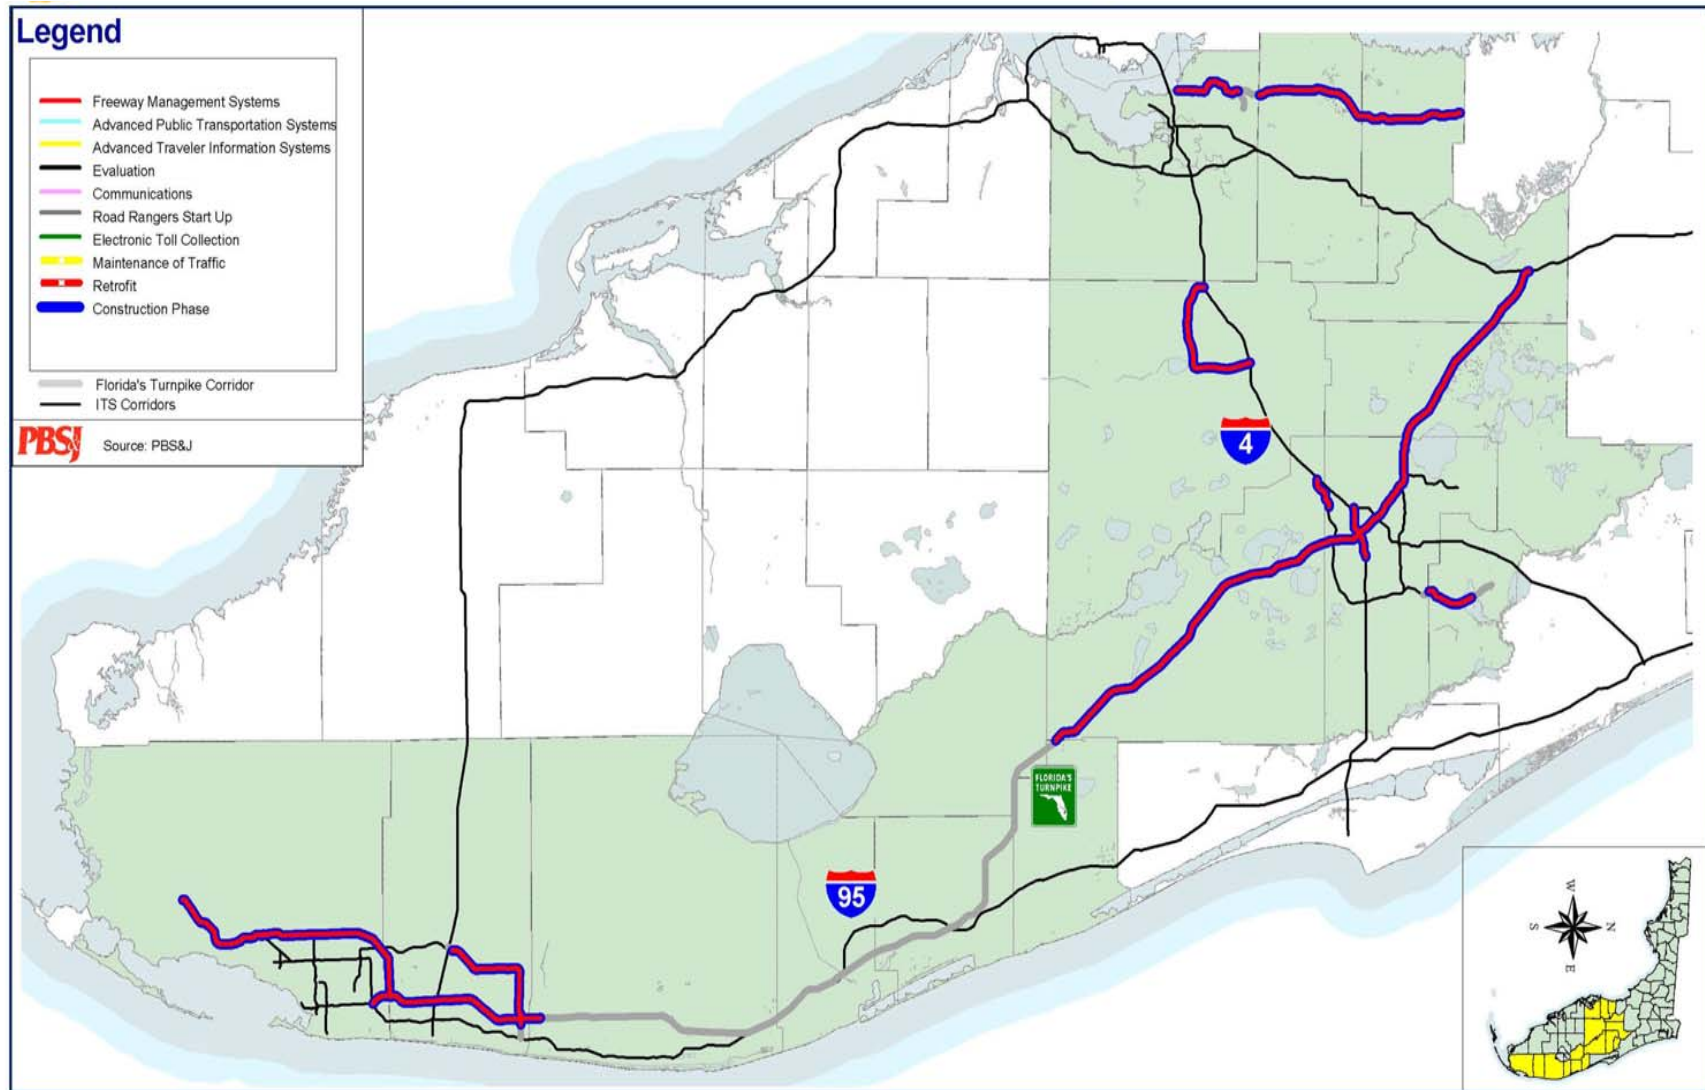 Legend
Freeway Management Systems
Advanced Public Transportation Systems
Advanced Traveler Information Systems
Evaluation
Communications
Road Rangers Start Up
Electronic Toll Collection
Maintenance of Traffic
Retrofit
Construction Phase
Florida's Turnpike Corridor
ITS Corridors
PBSJ
Source: PBS&J
4
FLORIDA'S
TURNPIKE
95
W
S
N
E